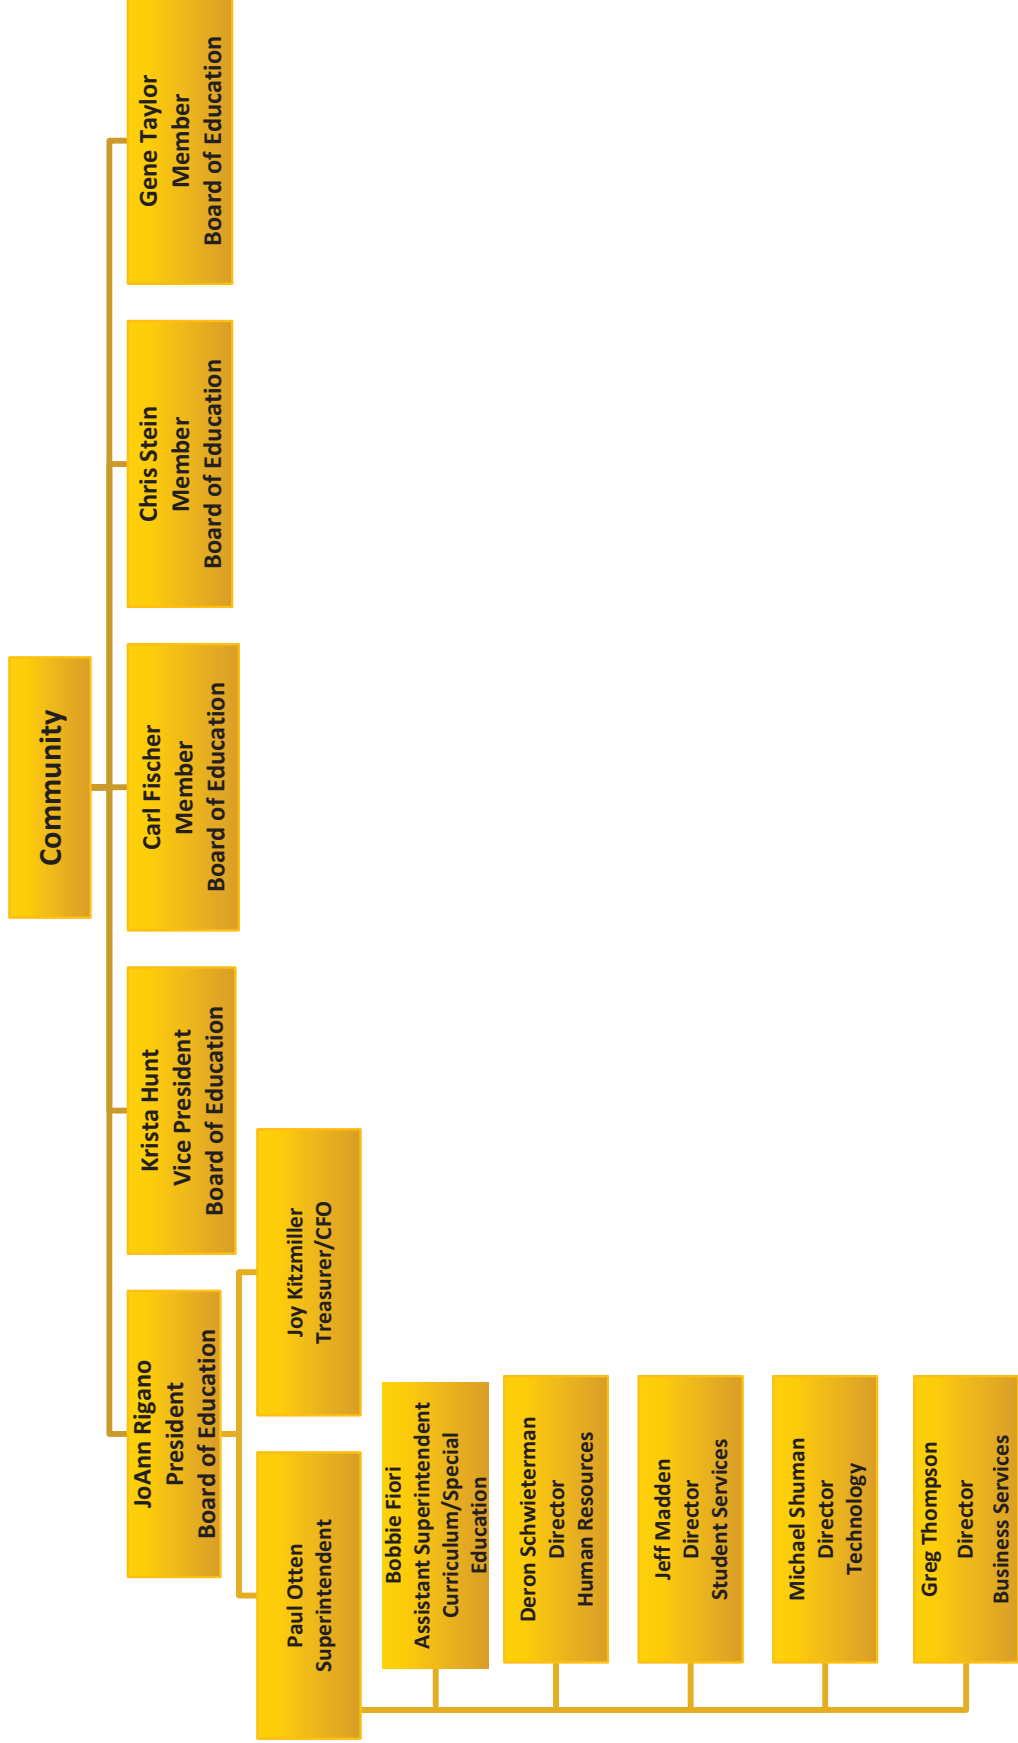 Community
JoAnn Rigano
President
Board of Education
Krista Hunt
Vice President
Board of Education
Carl Fischer
Member
Board of Education
Chris Stein
Member
Board of Education
Gene Taylor
Member
Board of Education
Paul Otten
Superintendent
Joy Kitzmiller
Treasurer/CFO
Bobbie Fiori
Assistant Superintendent
Curriculum/Special
Education
Deron Schwieterman
Director
Human Resources
Jeff Madden
Director
Student Services
Michael Shuman
Director
Technology
Greg Thompson
Director
Business Services